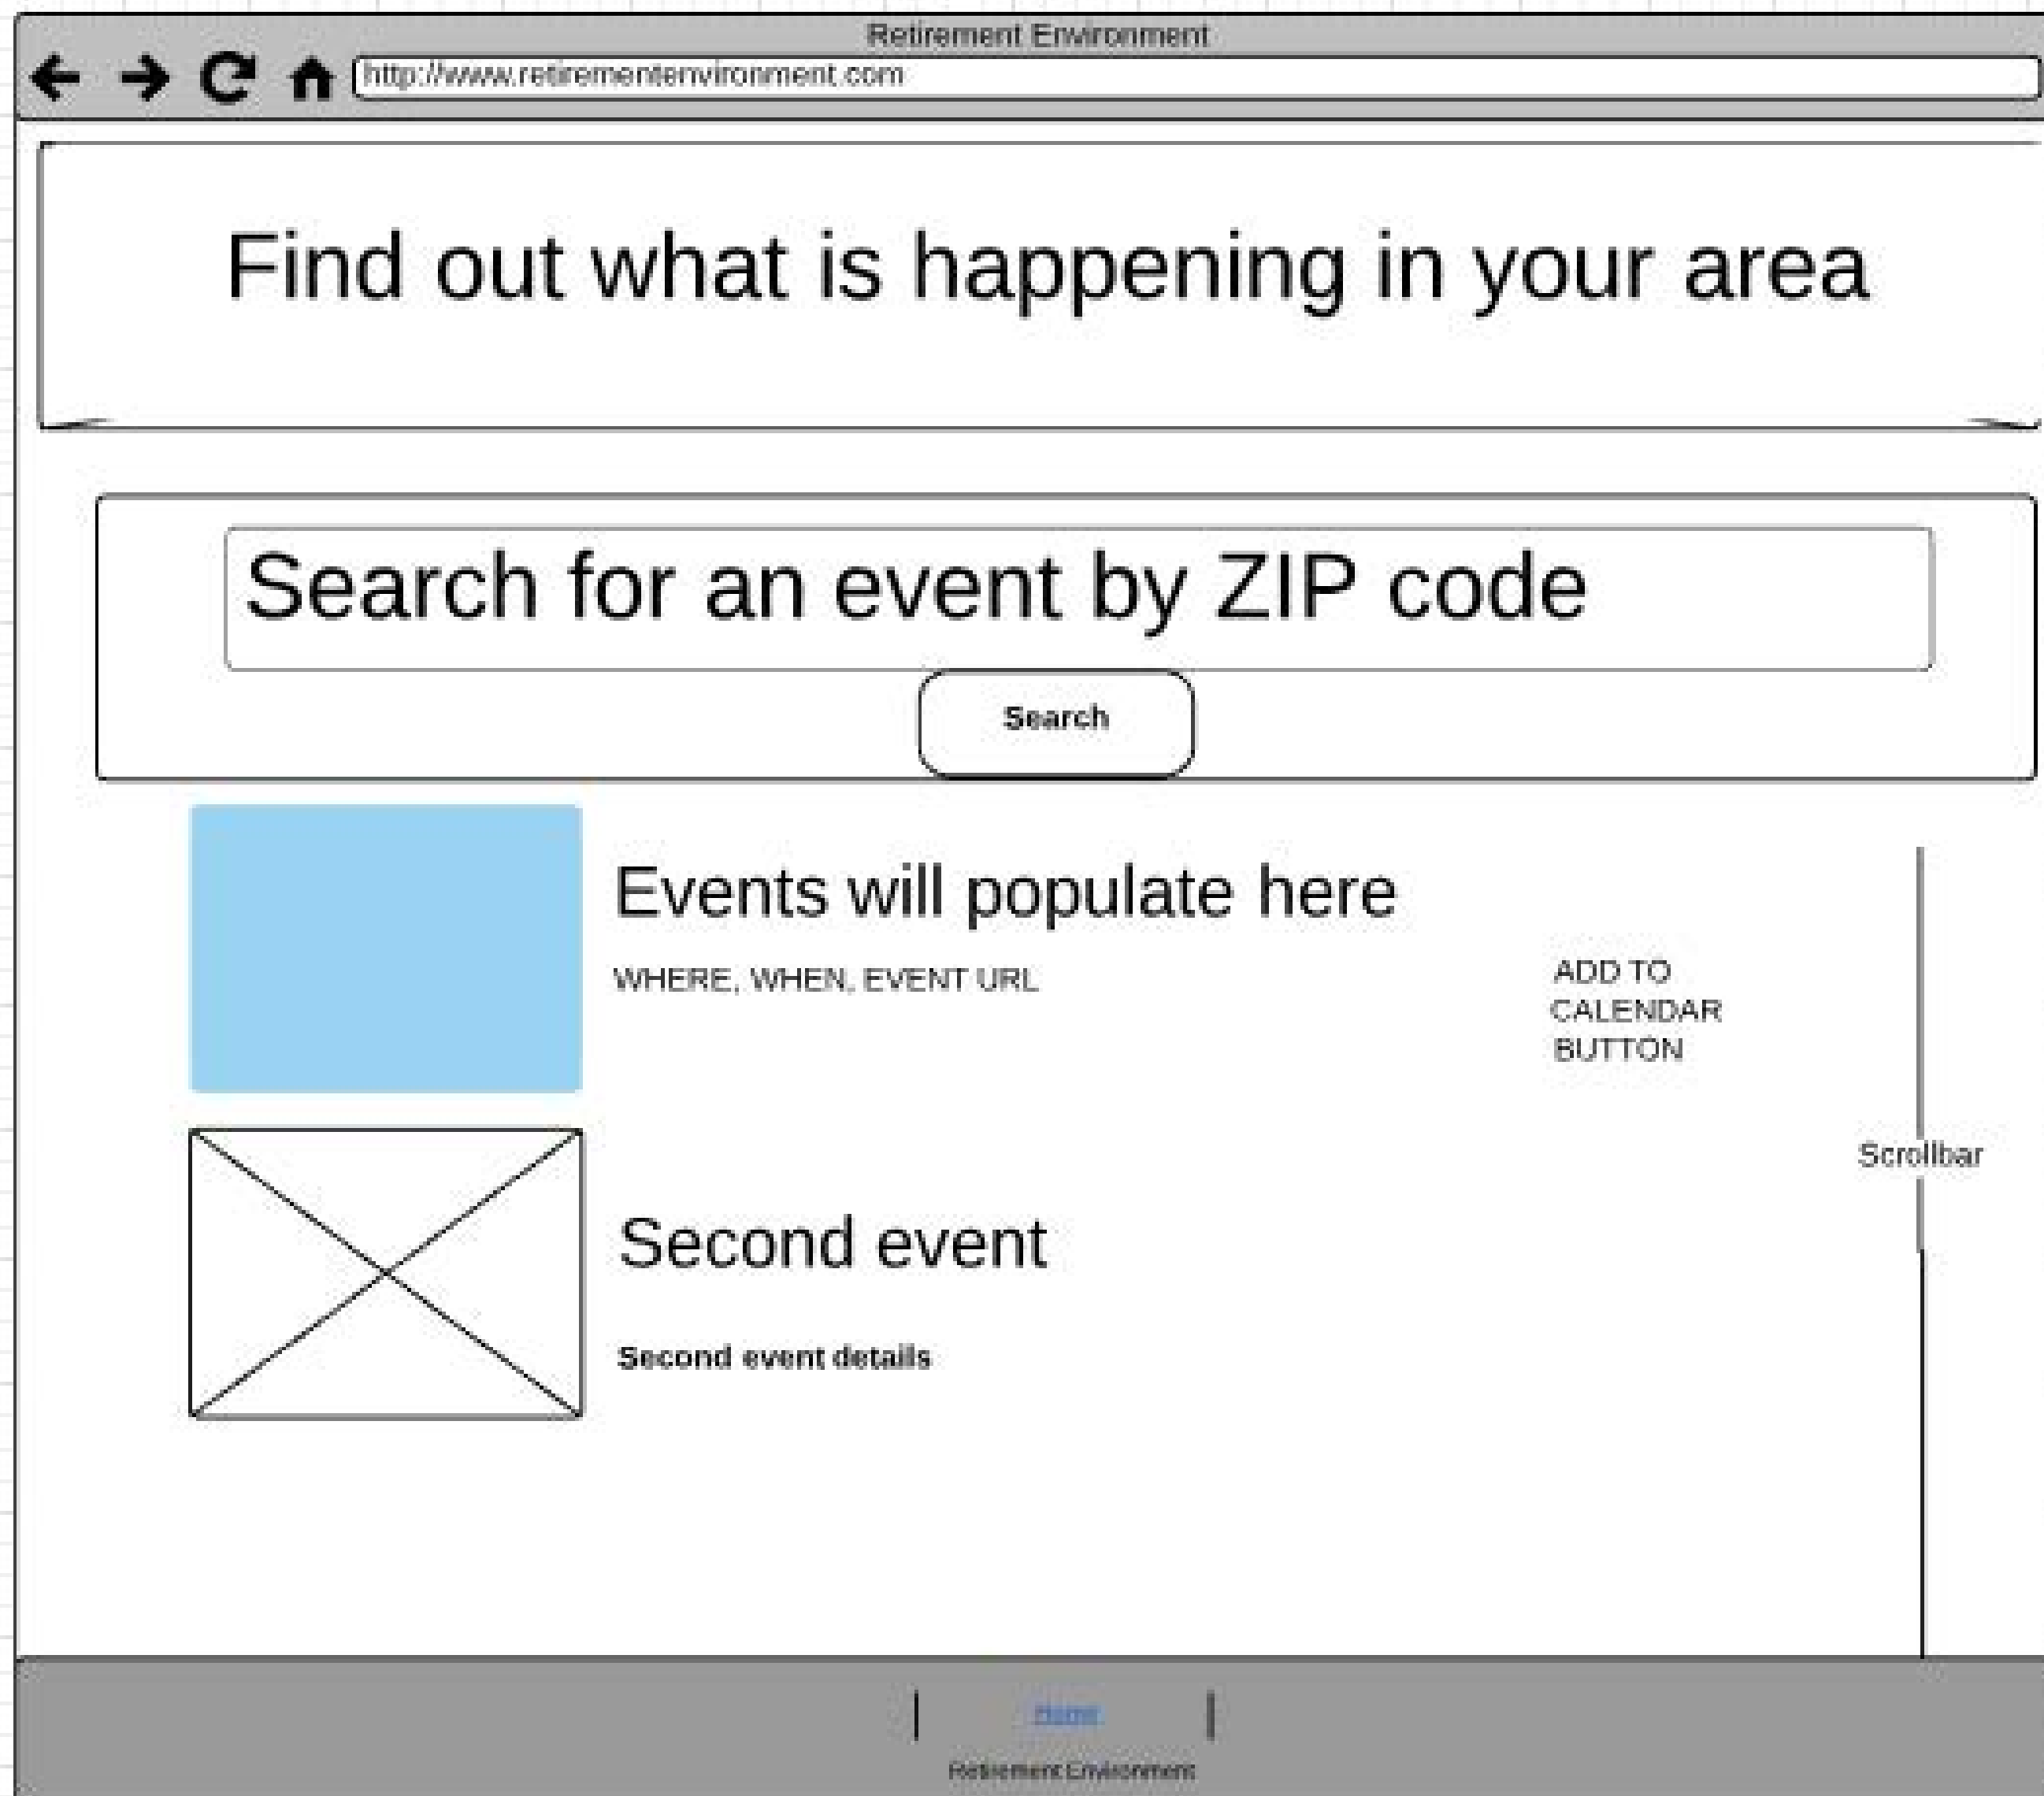 Retirement Environment
http://www.retirementenvironment.com
Find out what is happening in your area
Search for an event by ZIP code
Search
Events will populate here
WHERE, WHEN, EVENT URL
ADD TO
CALENDAR
BUTTON
Scrollbar
Second event
Second event details
Home
Retirement Environment